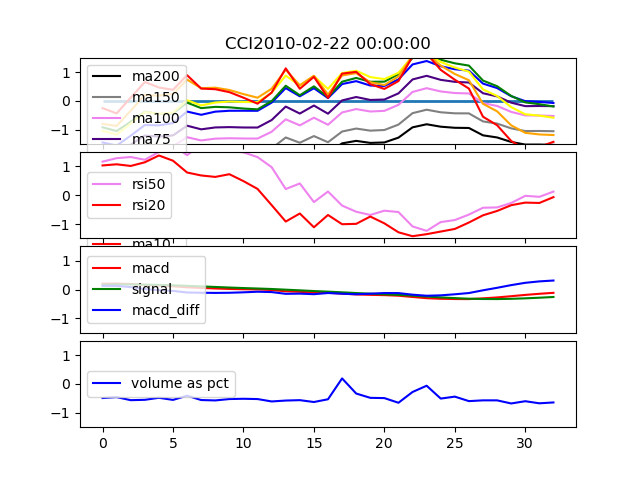 CCI2010-02-22 00:00:00
1
0
−1
ma200
ma150
ma100
ma75
1
0
−1
rsi50
rsi20
ma10
1
0
−1
macd
signal
macd_diff
1
0
−1
volume as pct
0 5 10 15 20 25 30